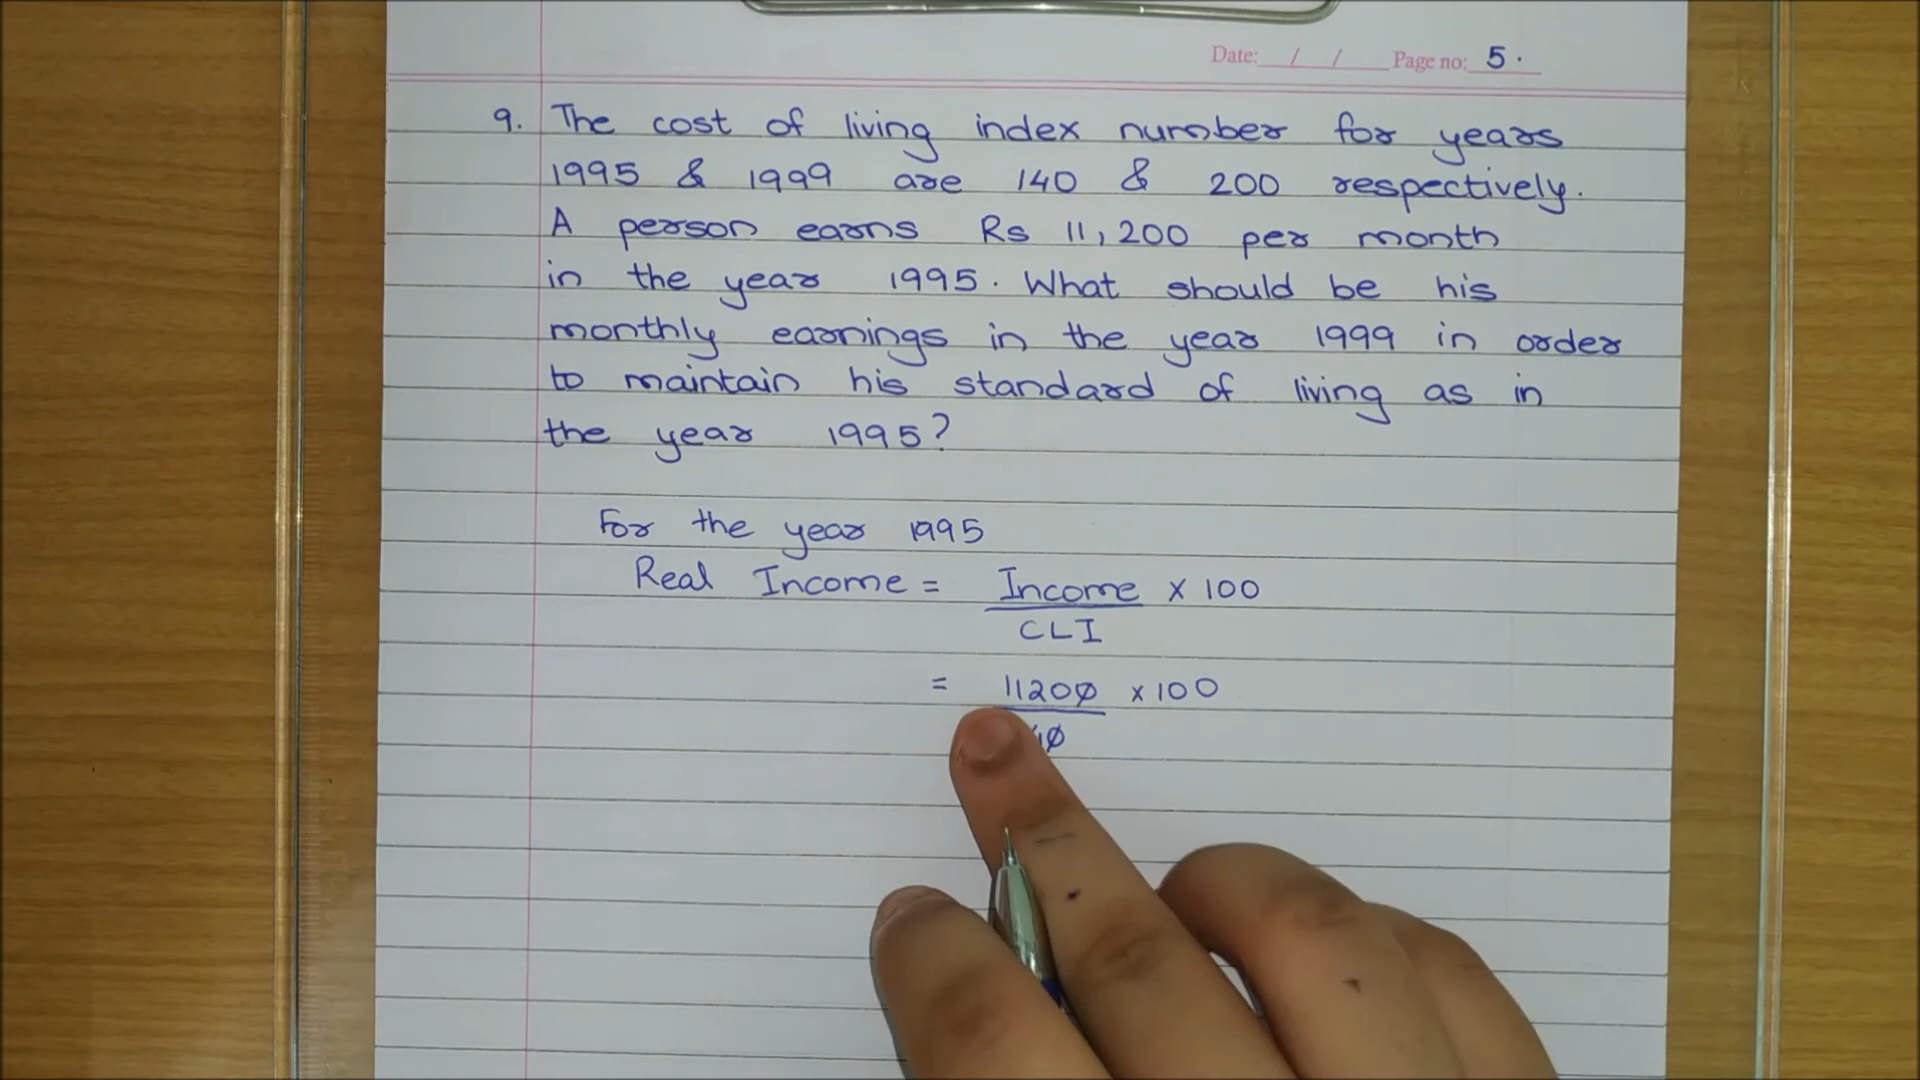 Date: / / Page no: 5.
9. The cost of living index number for years
1995 & 1999 are 140 & 200 respectively.
A person earns Rs 11,200 per month
in the year 1995. What should be his
monthly earnings in the year 1999 in order
to maintain his standard of living as in
the year 1995?
For the year 1995
Real Income = Income × 100
CLI
= 11200 × 100